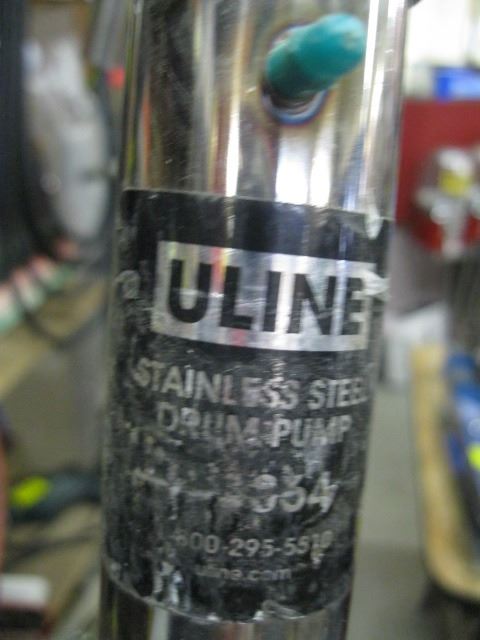 ULINE
STAINLESS STEEL
DRUM PUMP
800-295-5510
uline.com